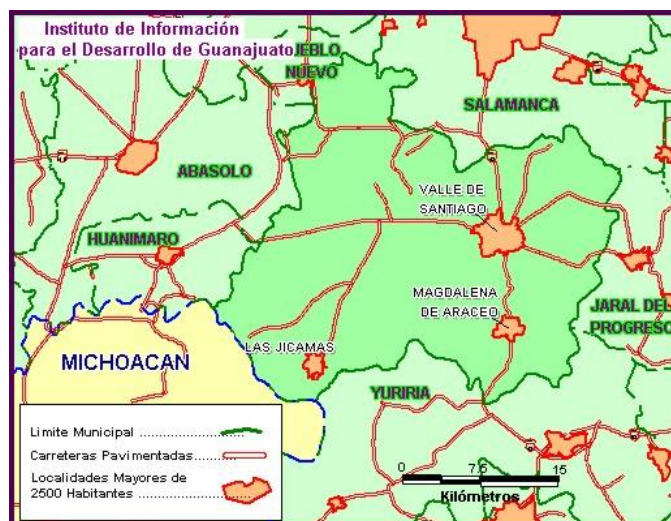 Instituto de Información
para el Desarrollo de Guanajuato
UEBLO
NUEVO
SALAMANCA
ABASOLO
VALLE DE
SANTIAGO
HUANIMARO
MAGDALENA
DE ARACEO
JARAL DEL
PROGRESO
LAS JICAMAS
MICHOACAN
YURIRIA
Limite Municipal
Carreteras Pavimentadas
Localidades Mayores de
2500 Habitantes
0 7.5 15
Kilómetros